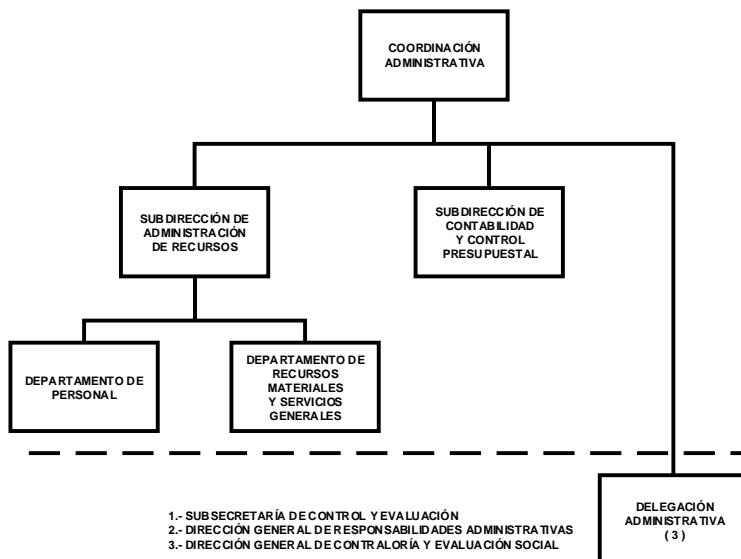 COORDINACIÓN
ADMINISTRATIVA
SUBDIRECCIÓN DE
ADMINISTRACIÓN
DE RECURSOS
SUBDIRECCIÓN DE
CONTABILIDAD
Y CONTROL
PRESUPUESTAL
DEPARTAMENTO DE
PERSONAL
DEPARTAMENTO DE
RECURSOS
MATERIALES
Y SERVICIOS
GENERALES
DELEGACIÓN
ADMINISTRATIVA
( 3 )
1.- SUBSECRETARÍA DE CONTROL Y EVALUACIÓN
2.- DIRECCIÓN GENERAL DE RESPONSABILIDADES ADMINISTRATIVAS
3.- DIRECCIÓN GENERAL DE CONTRALORÍA Y EVALUACIÓN SOCIAL